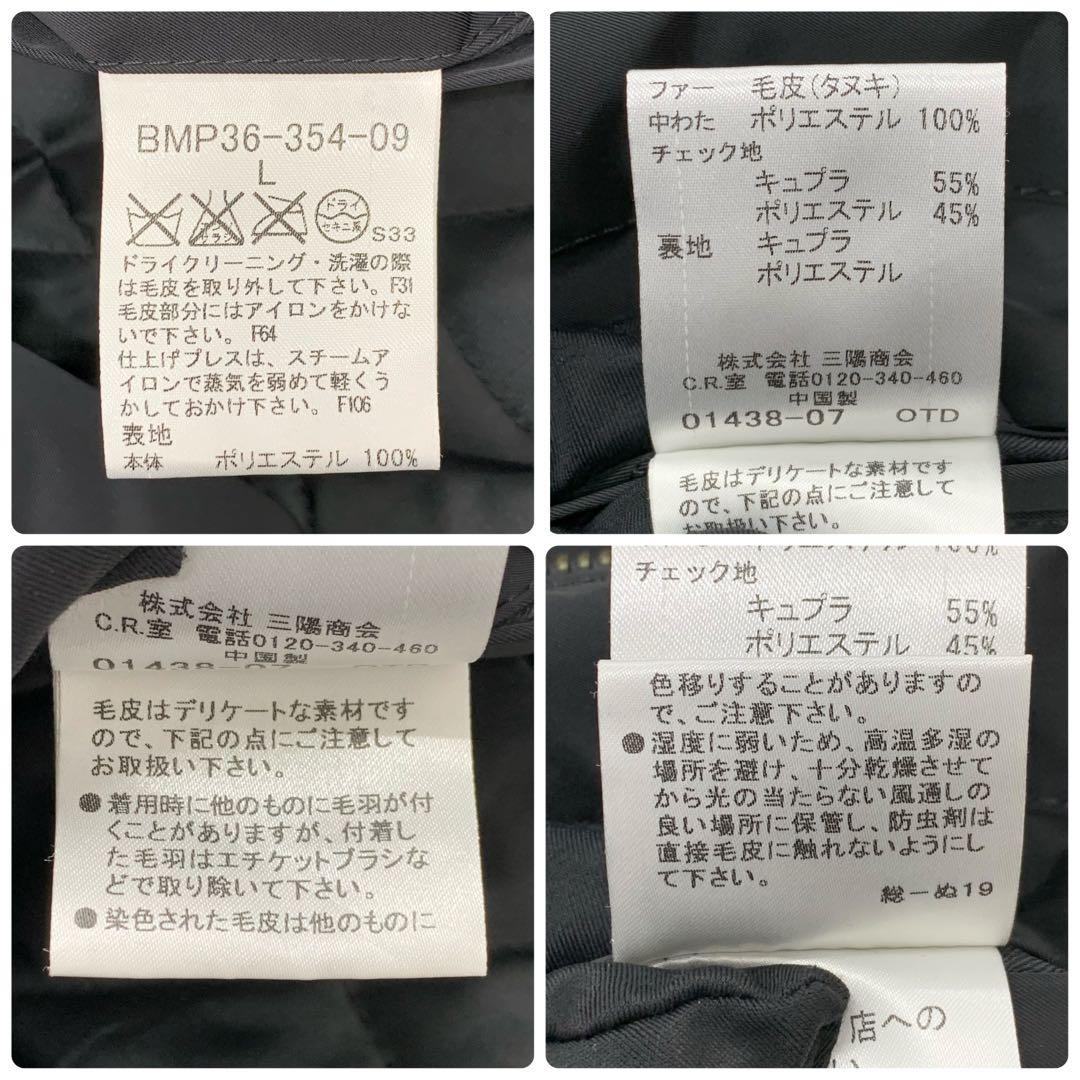 BMP36-354-09
L
ドライ
セキユ系
S33
ドライクリーニング・洗濯の際
は毛皮を取り外して下さい。F31
毛皮部分にはアイロンをかけな
いで下さい。F64
仕上げプレスは、スチームア
イロンで蒸気を弱めて軽くう
かしておかけ下さい。F106
表地
本体 ポリエステル 100%
ファー 毛皮(タヌキ)
中わた ポリエステル 100%
チェック地
キュプラ 55%
ポリエステル 45%
裏地 キュプラ
ポリエステル
株式会社 三陽商会
C.R.室 電話0120-340-460
中国製
01438-07 OTD
毛皮はデリケートな素材です
ので、下記の点にご注意して
お取扱い下さい。
株式会社 三陽商会
C.R.室 電話0120-340-460
中国製
01438-07 OTD
毛皮はデリケートな素材です
ので、下記の点にご注意して
お取扱い下さい。
●着用時に他のものに毛羽が付
くことがありますが、付着し
た毛羽はエチケットブラシな
どで取り除いて下さい。
●染色された毛皮は他のものに
ポリエステル 100%
チェック地
キュプラ 55%
ポリエステル 45%
色移りすることがありますの
で、ご注意下さい。
●湿度に弱いため、高温多湿の
場所を避け、十分乾燥させて
から光の当たらない風通しの
良い場所に保管し、防虫剤は
直接毛皮に触れないようにし
て下さい。
総一ぬ19
店への